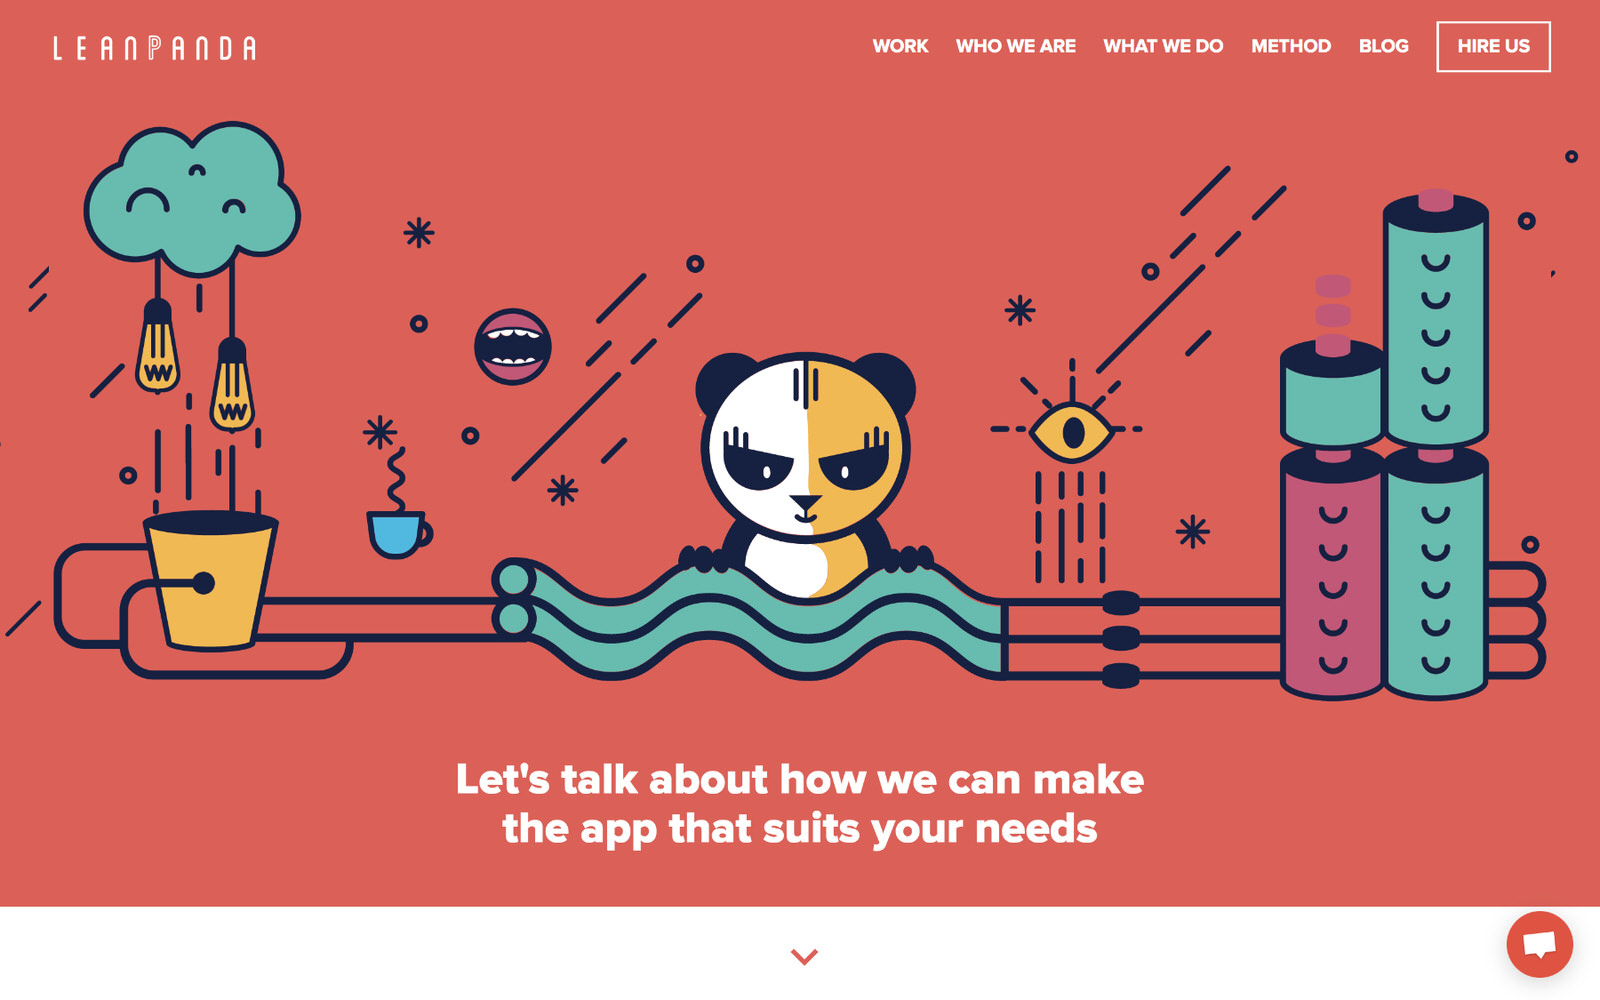 LEANPANDA
WORK WHO WE ARE WHAT WE DO METHOD BLOG HIRE US
Let's talk about how we can make
the app that suits your needs